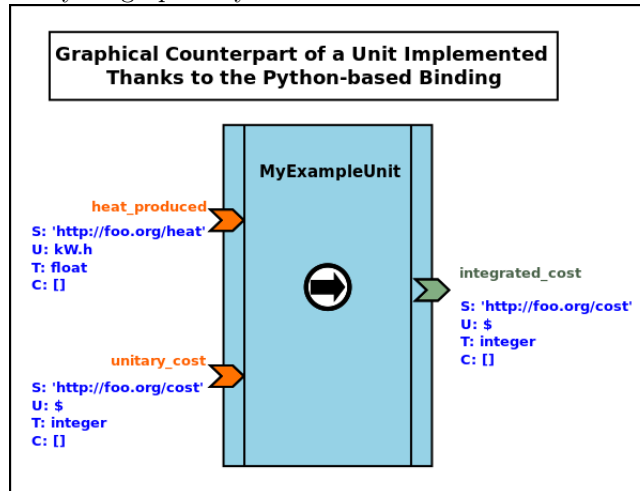 Graphical Counterpart of a Unit Implemented
Thanks to the Python-based Binding
MyExampleUnit
heat_produced
S: 'http://foo.org/heat'
U: kW.h
T: float
C: []
integrated_cost
S: 'http://foo.org/cost'
U: $
T: integer
C: []
unitary_cost
S: 'http://foo.org/cost'
U: $
T: integer
C: []